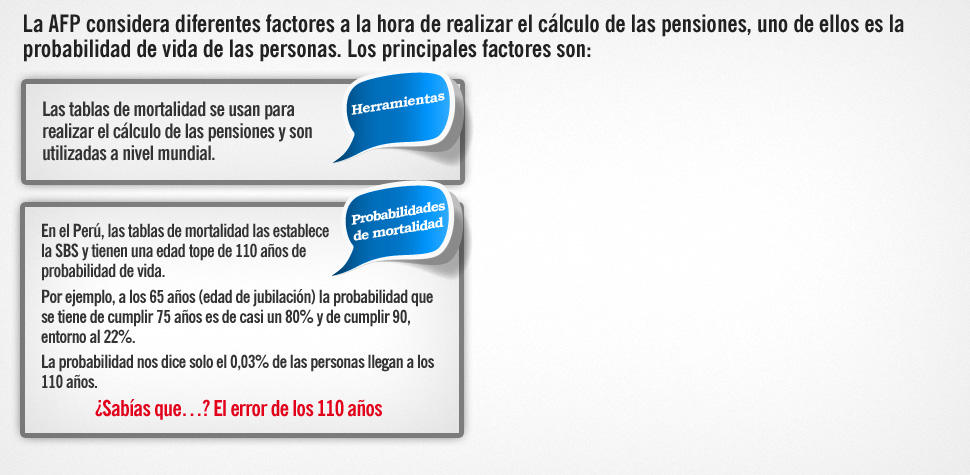 La AFP considera diferentes factores a la hora de realizar el cálculo de las pensiones, uno de ellos es la
probabilidad de vida de las personas. Los principales factores son:
Herramientas
Las tablas de mortalidad se usan para
realizar el cálculo de las pensiones y son
utilizadas a nivel mundial.
Probabilidades
de mortalidad
En el Perú, las tablas de mortalidad las establece
la SBS y tienen una edad tope de 110 años de
probabilidad de vida.
Por ejemplo, a los 65 años (edad de jubilación) la probabilidad que
se tiene de cumplir 75 años es de casi un 80% y de cumplir 90,
entorno al 22%.
La probabilidad nos dice solo el 0,03% de las personas llegan a los
110 años.
¿Sabías que...? El error de los 110 años